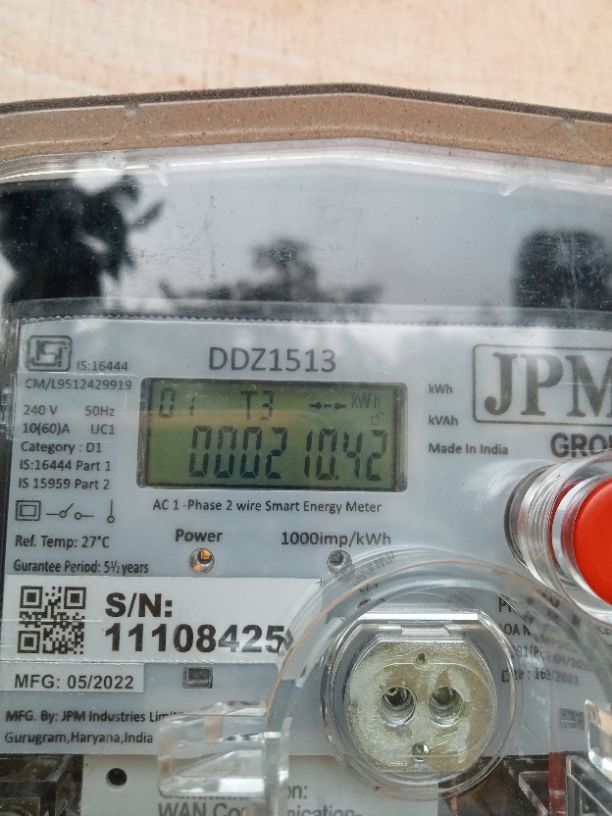 DDZ1513
IS:16444
CM/L9512429919
240 V 50Hz
10(60)A UC1
Category : D1
IS:16444 Part 1
IS 15959 Part 2
01 T3 kWh
000210.42
kWh
kVAh
Made In India
JPM
GRO
AC 1 -Phase 2 wire Smart Energy Meter
Ref. Temp: 27°C
Power
1000imp/kWh
Gurantee Period: 5½ years
S/N:
11108425
MFG: 05/2022
MFG. By: JPM Industries Limi
Gurugram,Haryana,India